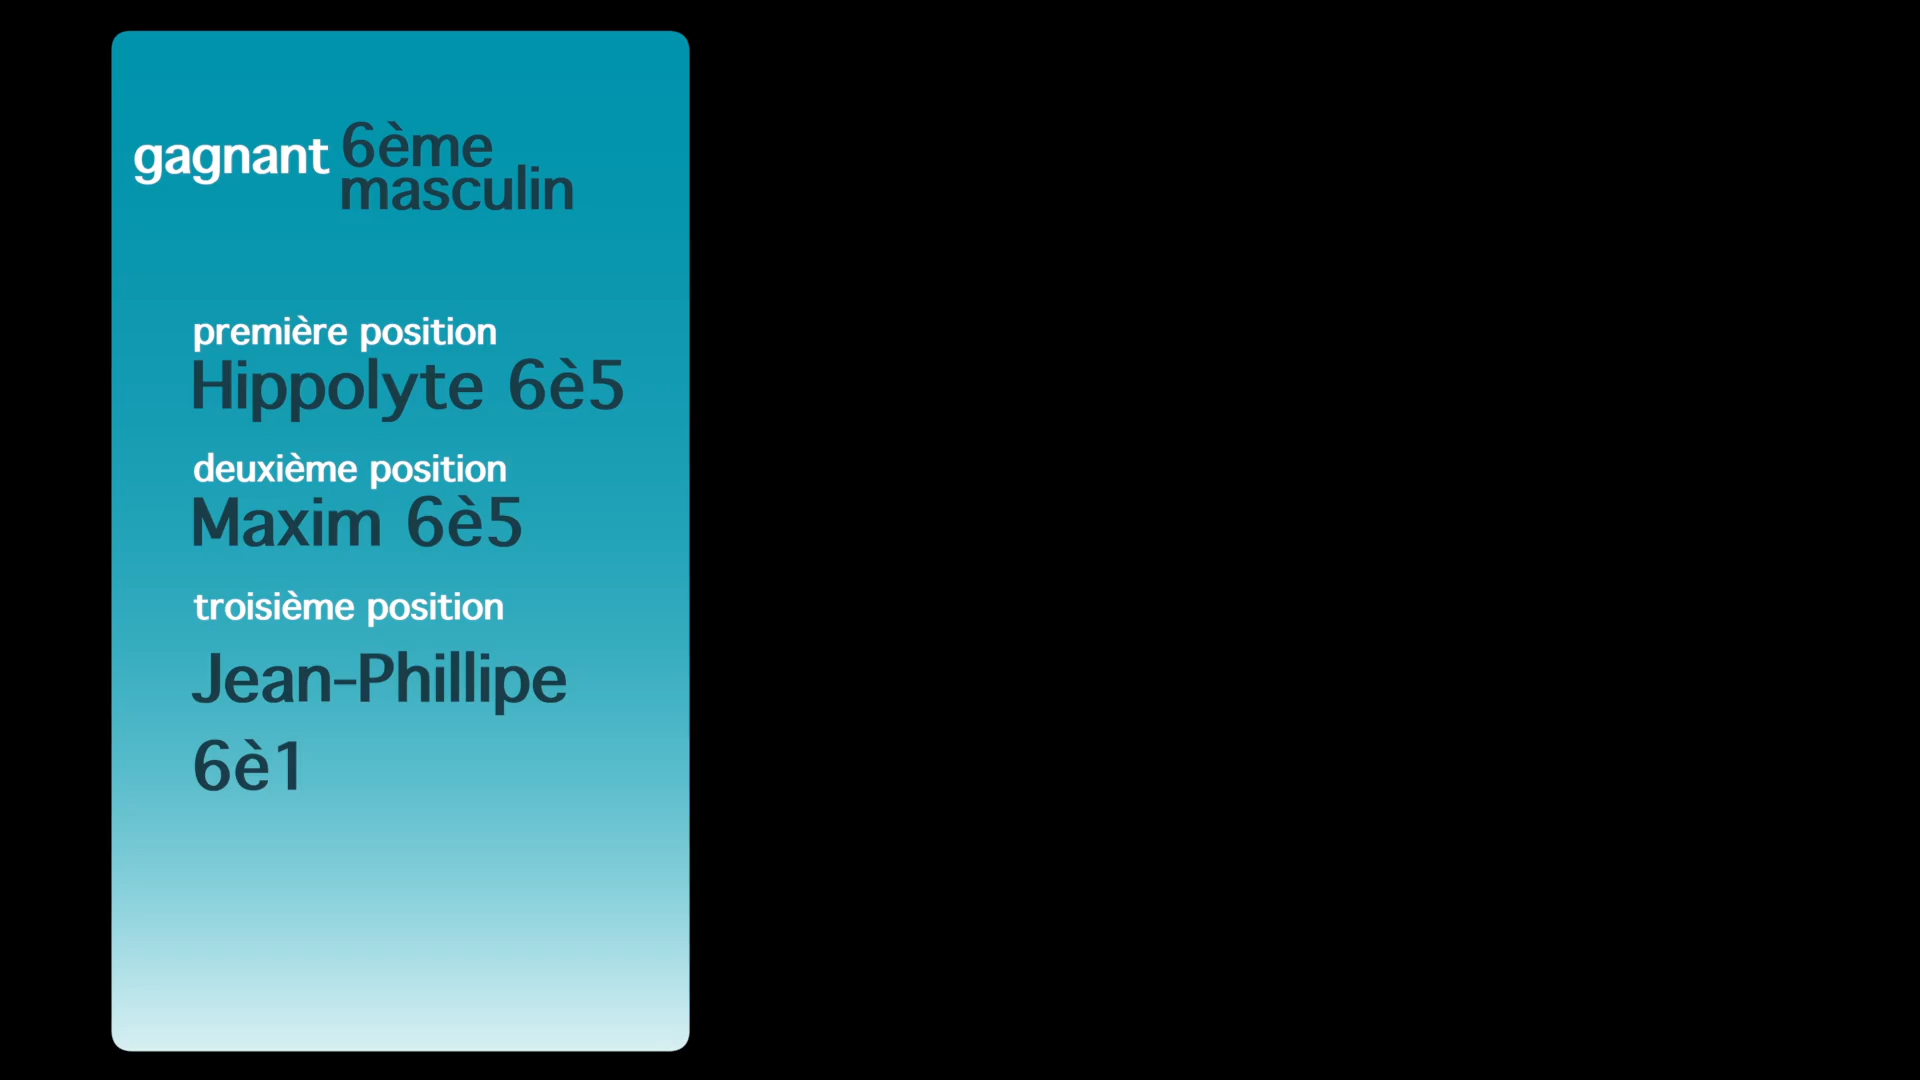 gagnant 6ème
masculin
première position
Hippolyte 6è5
deuxième position
Maxim 6è5
troisième position
Jean-Phillipe
6è1